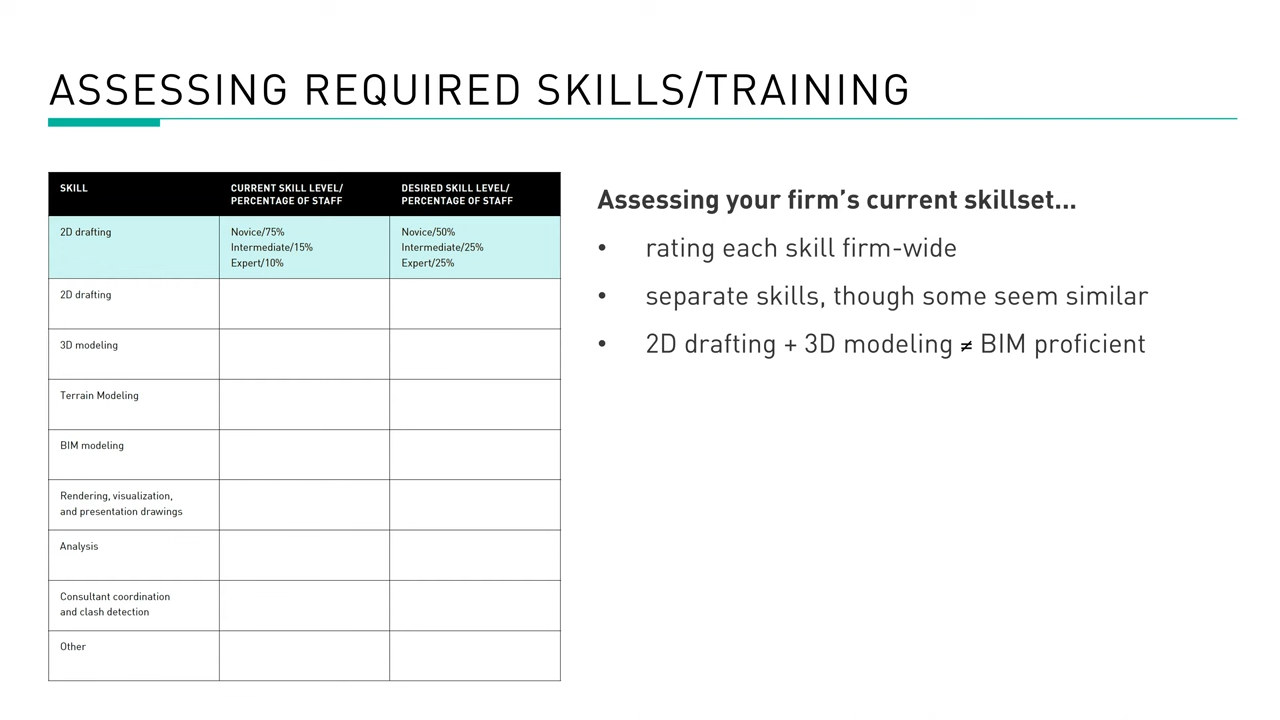 ASSESSING REQUIRED SKILLS/TRAINING
SKILL
CURRENT SKILL LEVEL/
PERCENTAGE OF STAFF
DESIRED SKILL LEVEL/
PERCENTAGE OF STAFF
2D drafting
Novice/75%
Intermediate/15%
Expert/10%
Novice/50%
Intermediate/25%
Expert/25%
2D drafting
3D modeling
Terrain Modeling
BIM modeling
Rendering, visualization,
and presentation drawings
Analysis
Consultant coordination
and clash detection
Other
Assessing your firm’s current skillset...
• rating each skill firm-wide
• separate skills, though some seem similar
• 2D drafting + 3D modeling ≠ BIM proficient